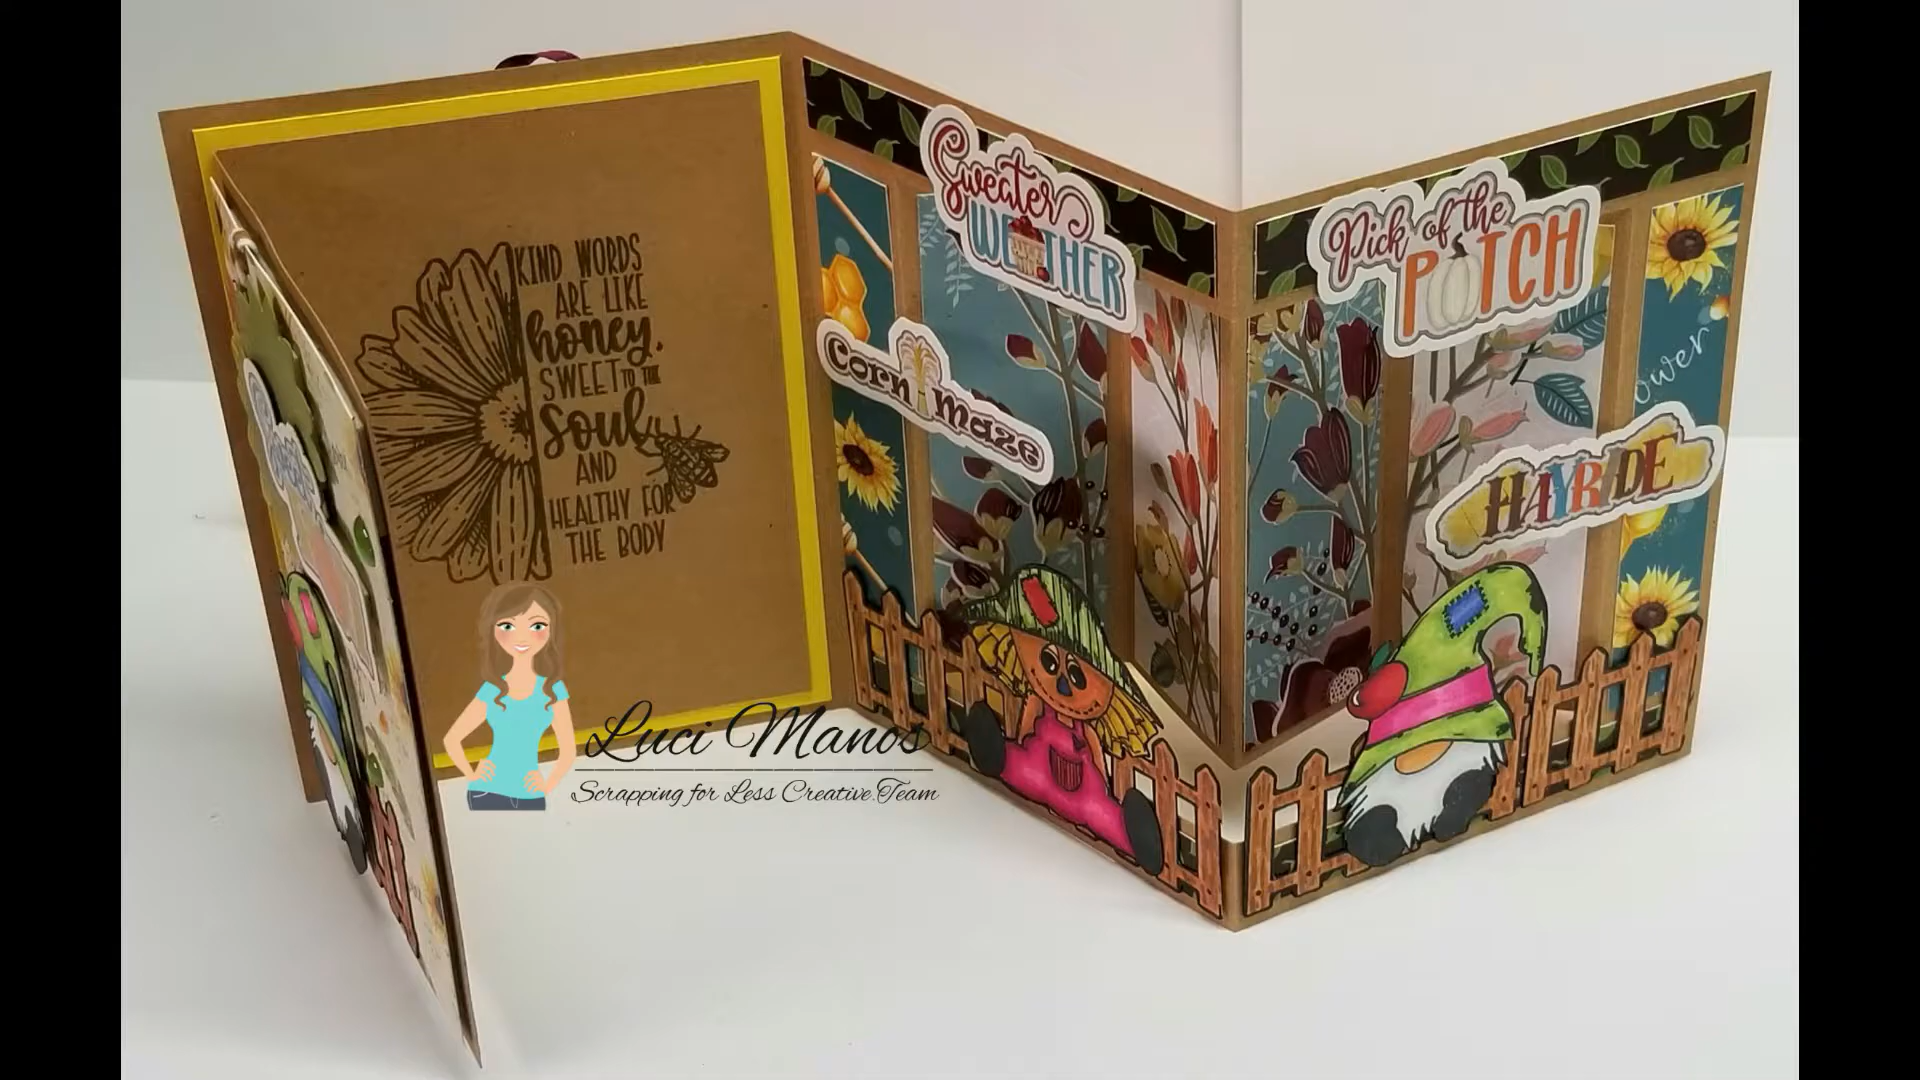 KIND WORDS
ARE LIKE
honey,
SWEET TO THE
Soul
AND
HEALTHY FOR
THE BODY
Sweater
WEATHER
Corn Maze
Pick of the
PATCH
HAYRIDE
ower
Luci Manos
Scrapping for Less Creative Team